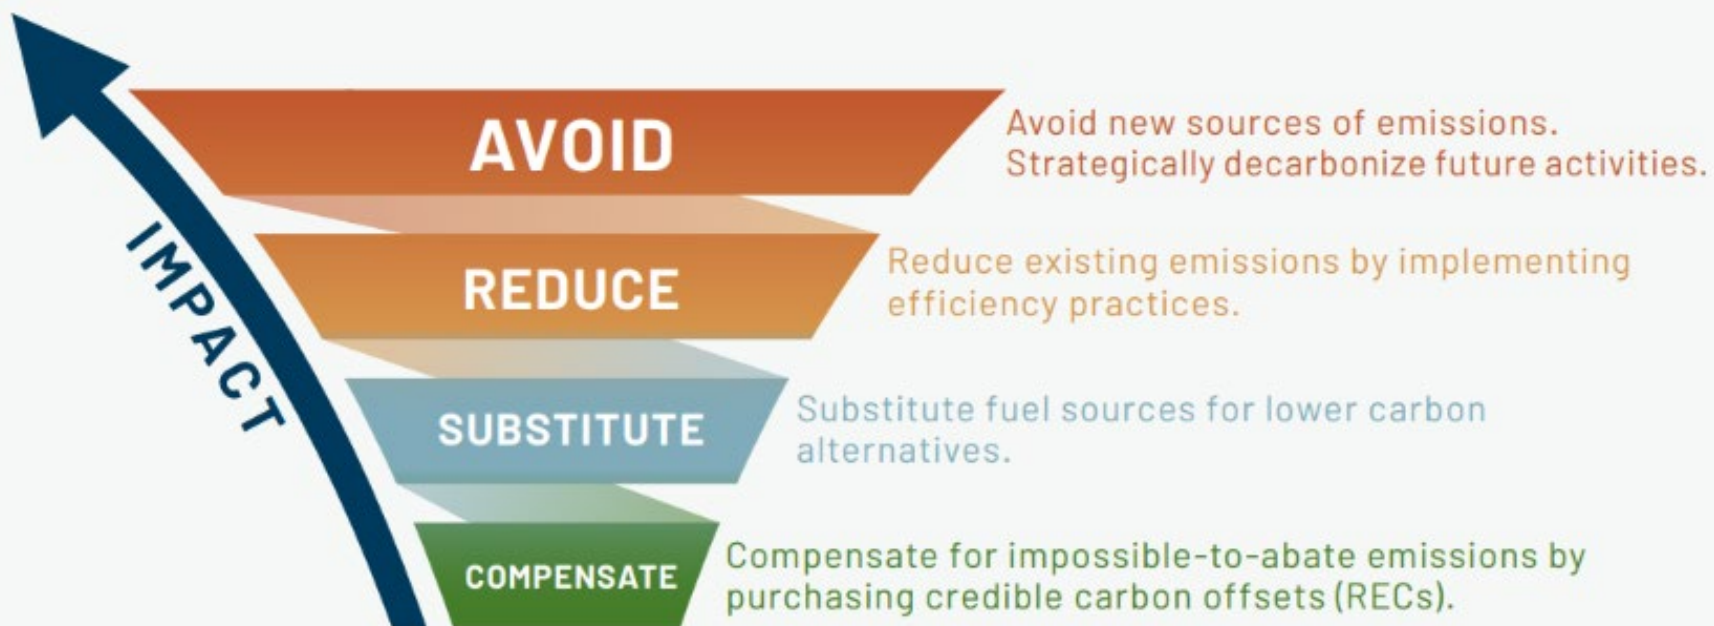 AVOID
Avoid new sources of emissions.
Strategically decarbonize future activities.
IMPACT
REDUCE
Reduce existing emissions by implementing
efficiency practices.
SUBSTITUTE
Substitute fuel sources for lower carbon
alternatives.
COMPENSATE
Compensate for impossible-to-abate emissions by
purchasing credible carbon offsets (RECs).